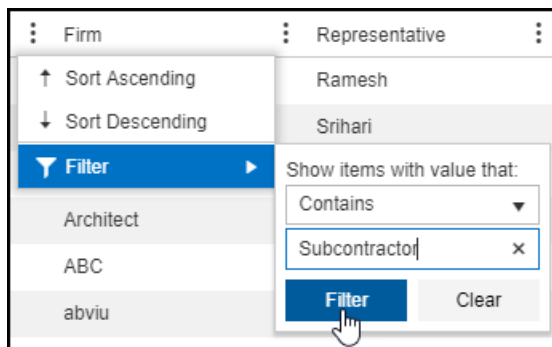 Firm Representative
Sort Ascending Ramesh
Sort Descending Srihari
Filter
Show items with value that:
Contains
Architect
Subcontractor
ABC
Filter Clear
abviu